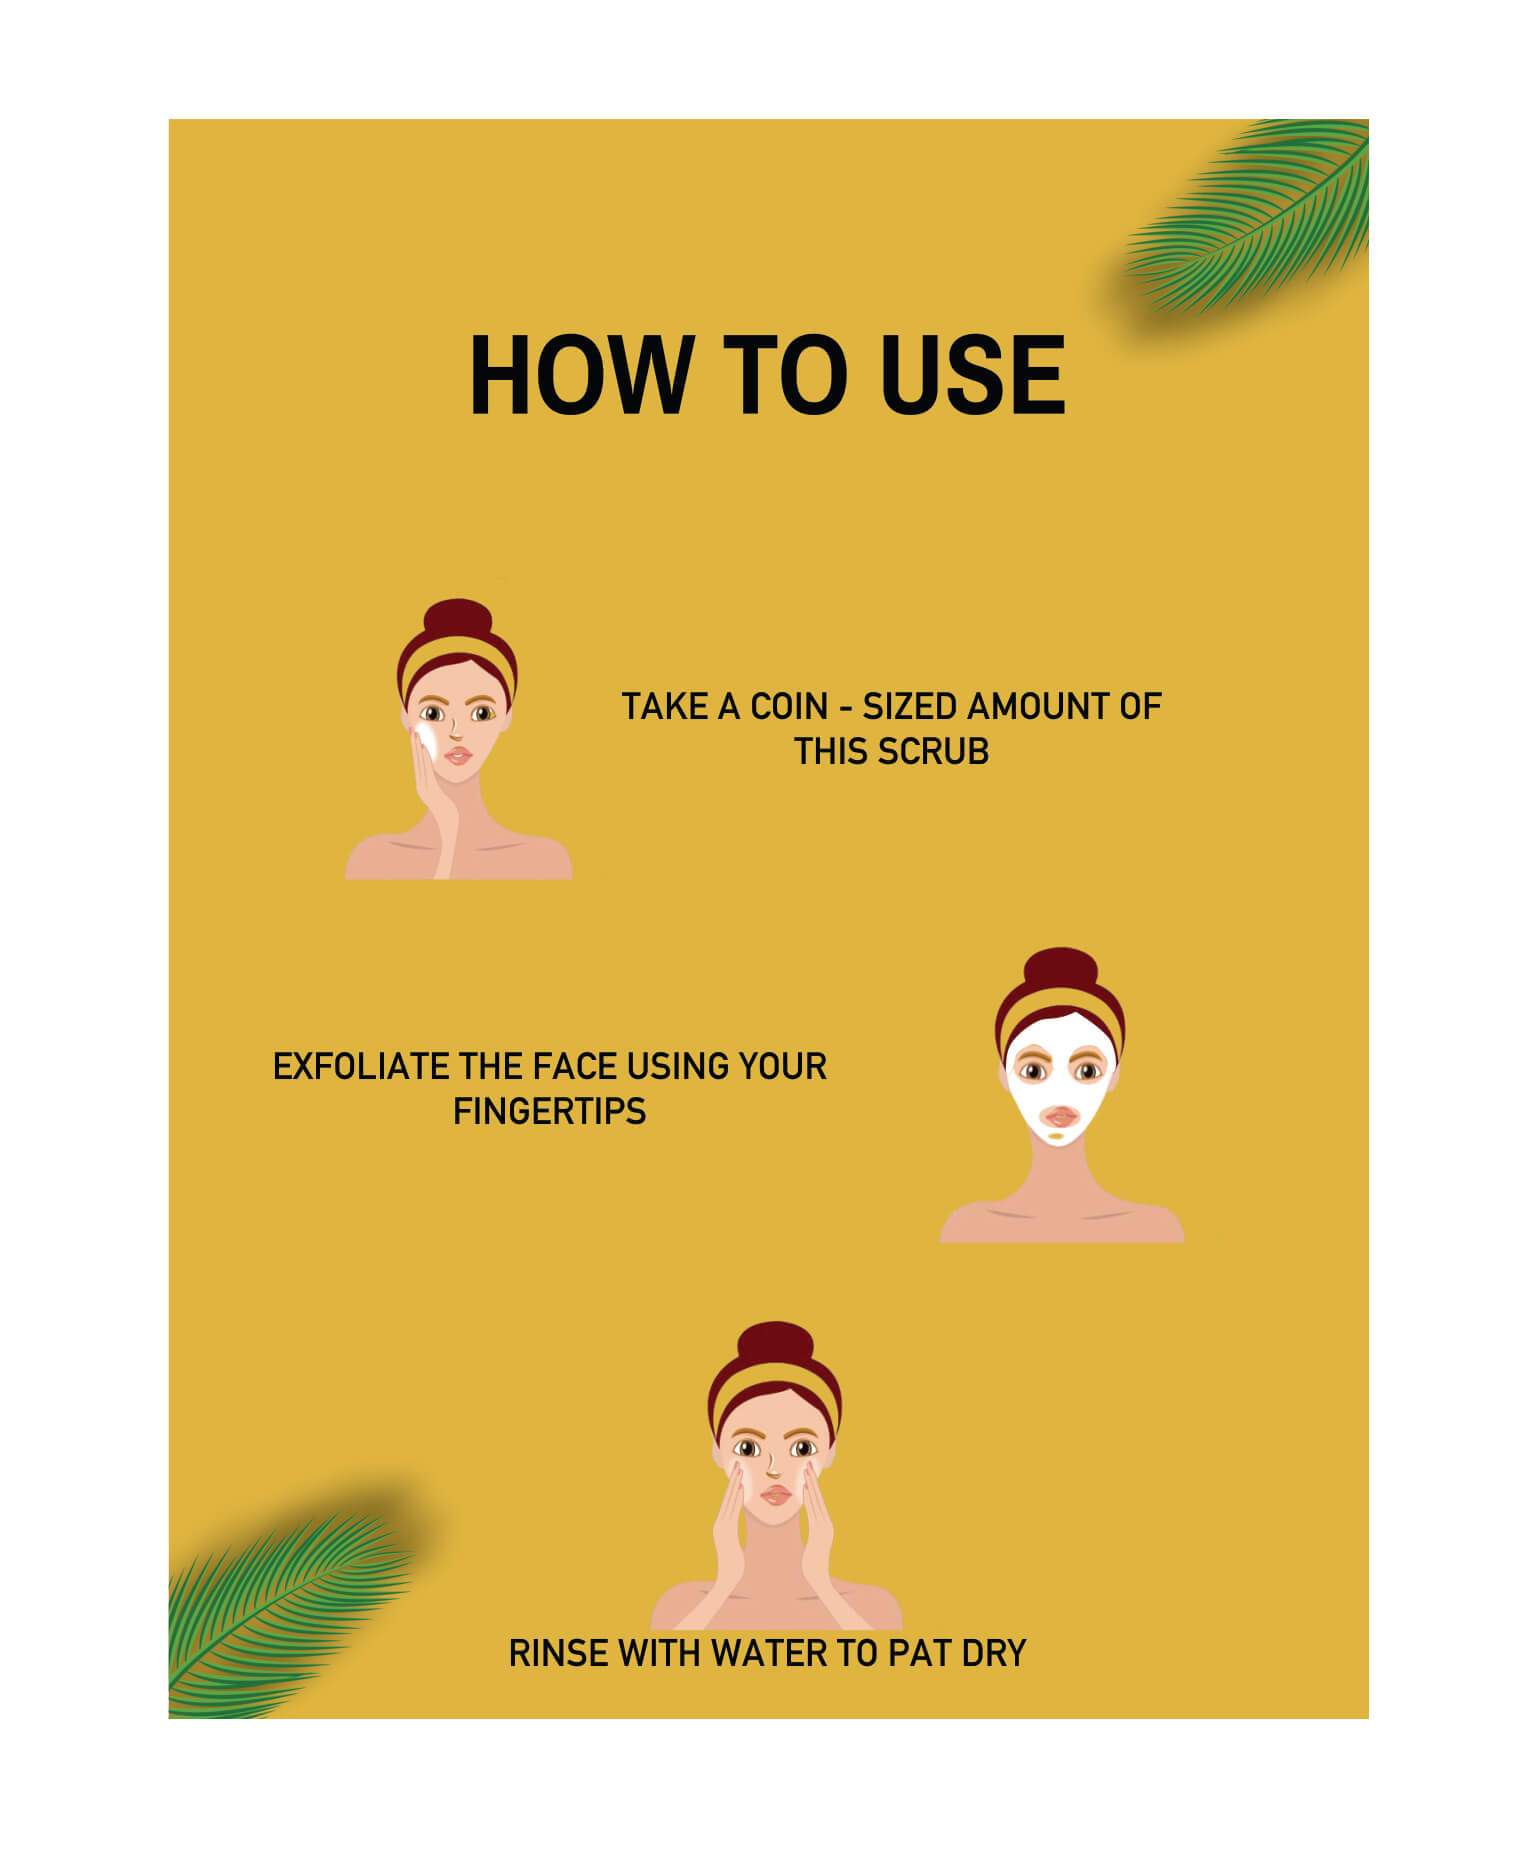 HOW TO USE
TAKE A COIN - SIZED AMOUNT OF
THIS SCRUB
EXFOLIATE THE FACE USING YOUR
FINGERTIPS
RINSE WITH WATER TO PAT DRY